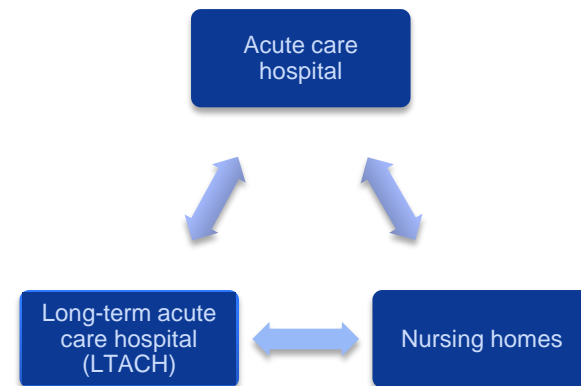 Acute care
hospital
Long-term acute
care hospital
(LTACH)
Nursing homes